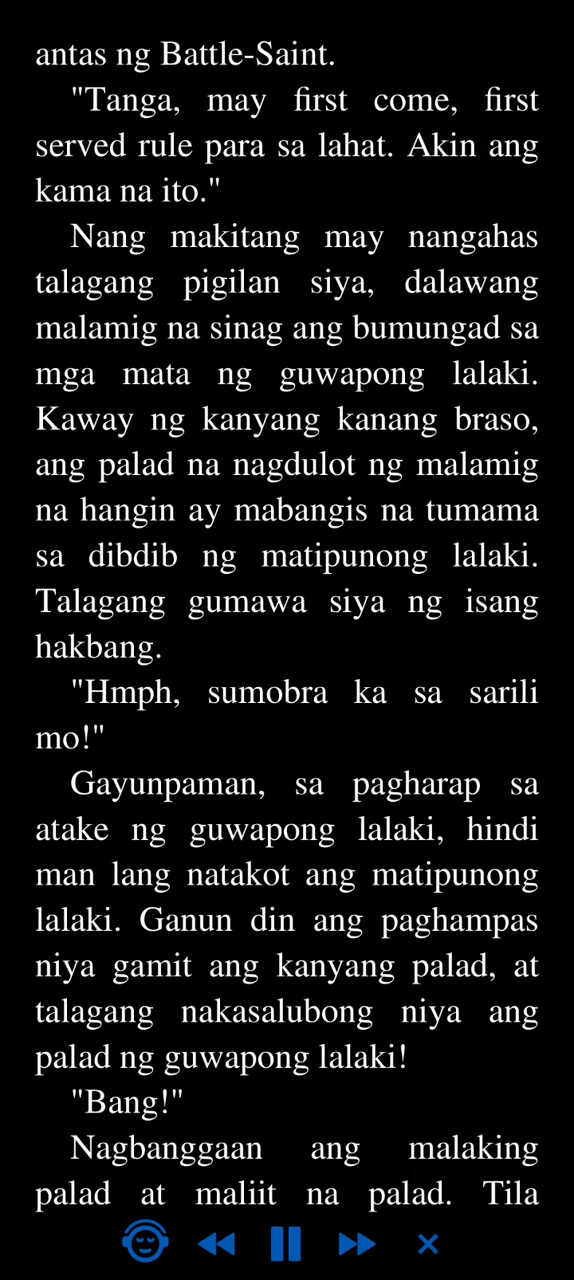 antas ng Battle-Saint.
"Tanga, may first come, first
served rule para sa lahat. Akin ang
kama na ito."
Nang makitang may nangahas
talagang pigilan siya, dalawang
malamig na sinag ang bumungad sa
mga mata ng guwapong lalaki.
Kaway ng kanyang kanang braso,
ang palad na nagdulot ng malamig
na hangin ay mabangis na tumama
sa dibdib ng matipunong lalaki.
Talagang gumawa siya ng isang
hakbang.
"Hmph, sumobra ka sa sarili
mo!"
Gayunpaman, sa pagharap sa
atake ng guwapong lalaki, hindi
man lang natakot ang matipunong
lalaki. Ganun din ang paghampas
niya gamit ang kanyang palad, at
talagang nakasalubong niya ang
palad ng guwapong lalaki!
"Bang!"
Nagbanggaan ang malaking
palad at maliit na palad. Tila